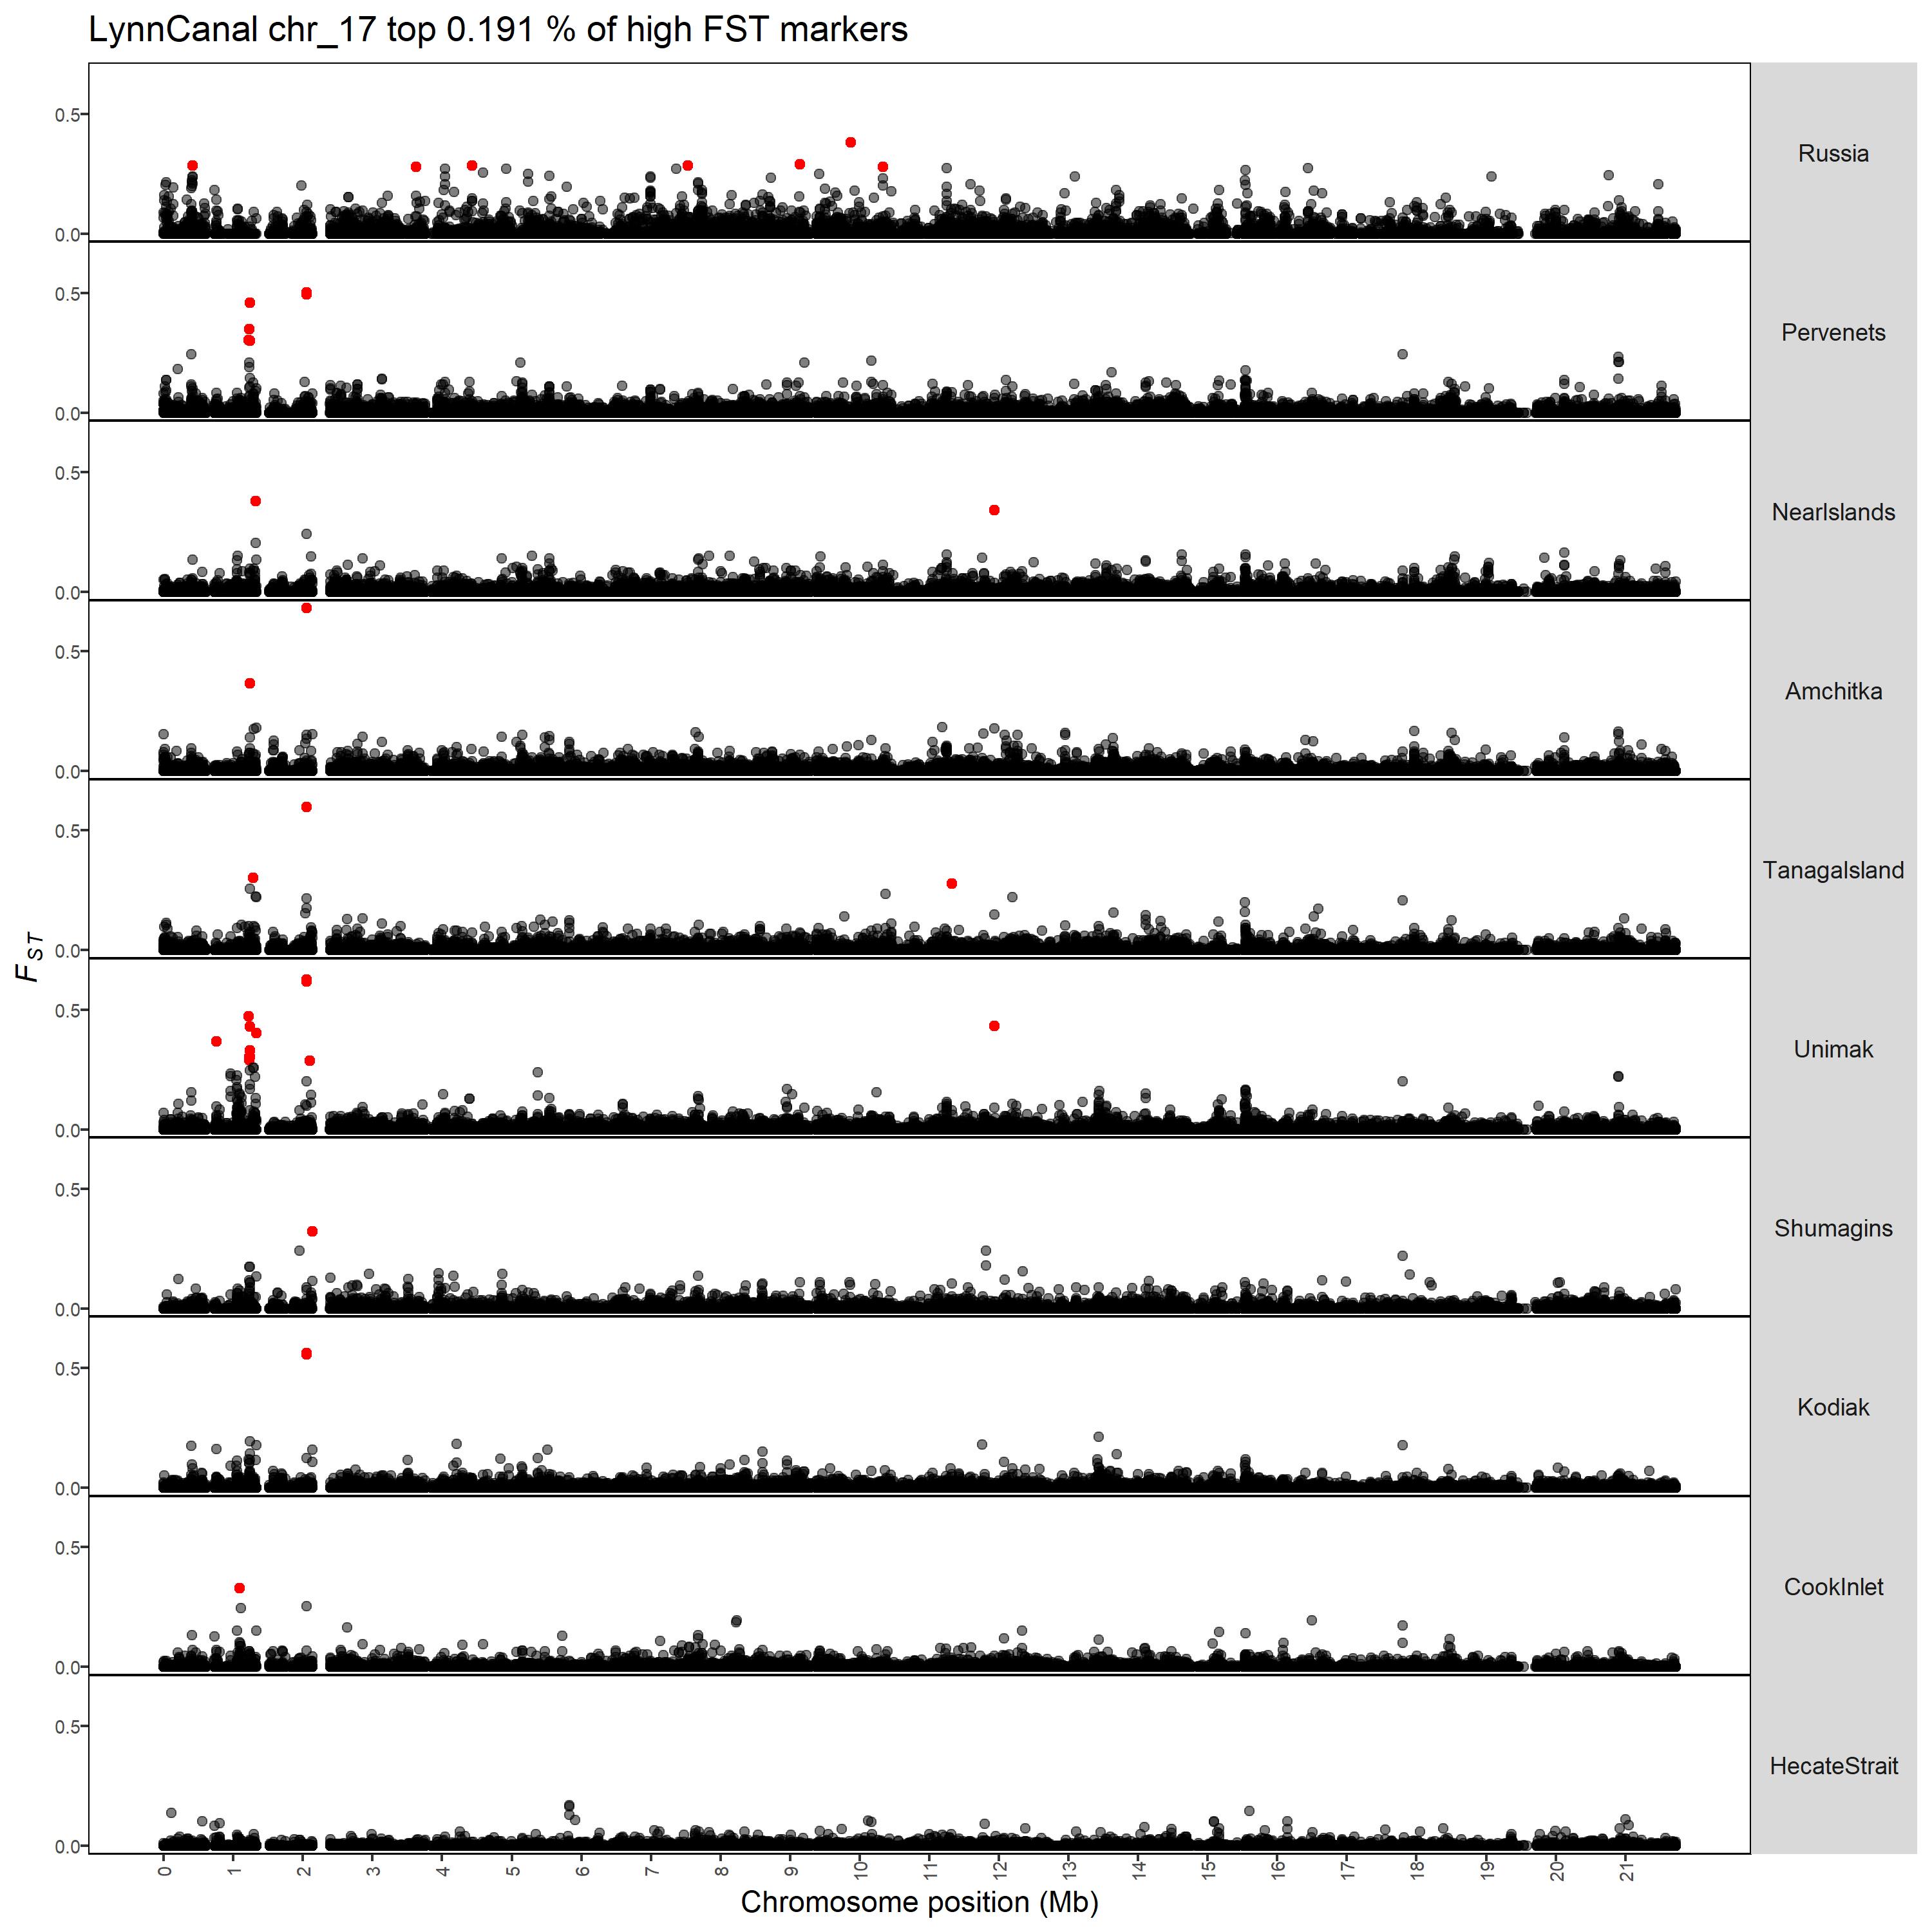 LynnCanal chr_17 top 0.191 % of high FST markers
0.5
0.0
Russia
0.5
0.0
Pervenets
0.5
0.0
NearIslands
0.5
0.0
Amchitka
0.5
0.0
TanagaIsland
FST
0.5
0.0
Unimak
0.5
0.0
Shumagins
0.5
0.0
Kodiak
0.5
0.0
CookInlet
0.5
0.0
HecateStrait
0 1 2 3 4 5 6 7 8 9 10 11 12 13 14 15 16 17 18 19 20 21
Chromosome position (Mb)